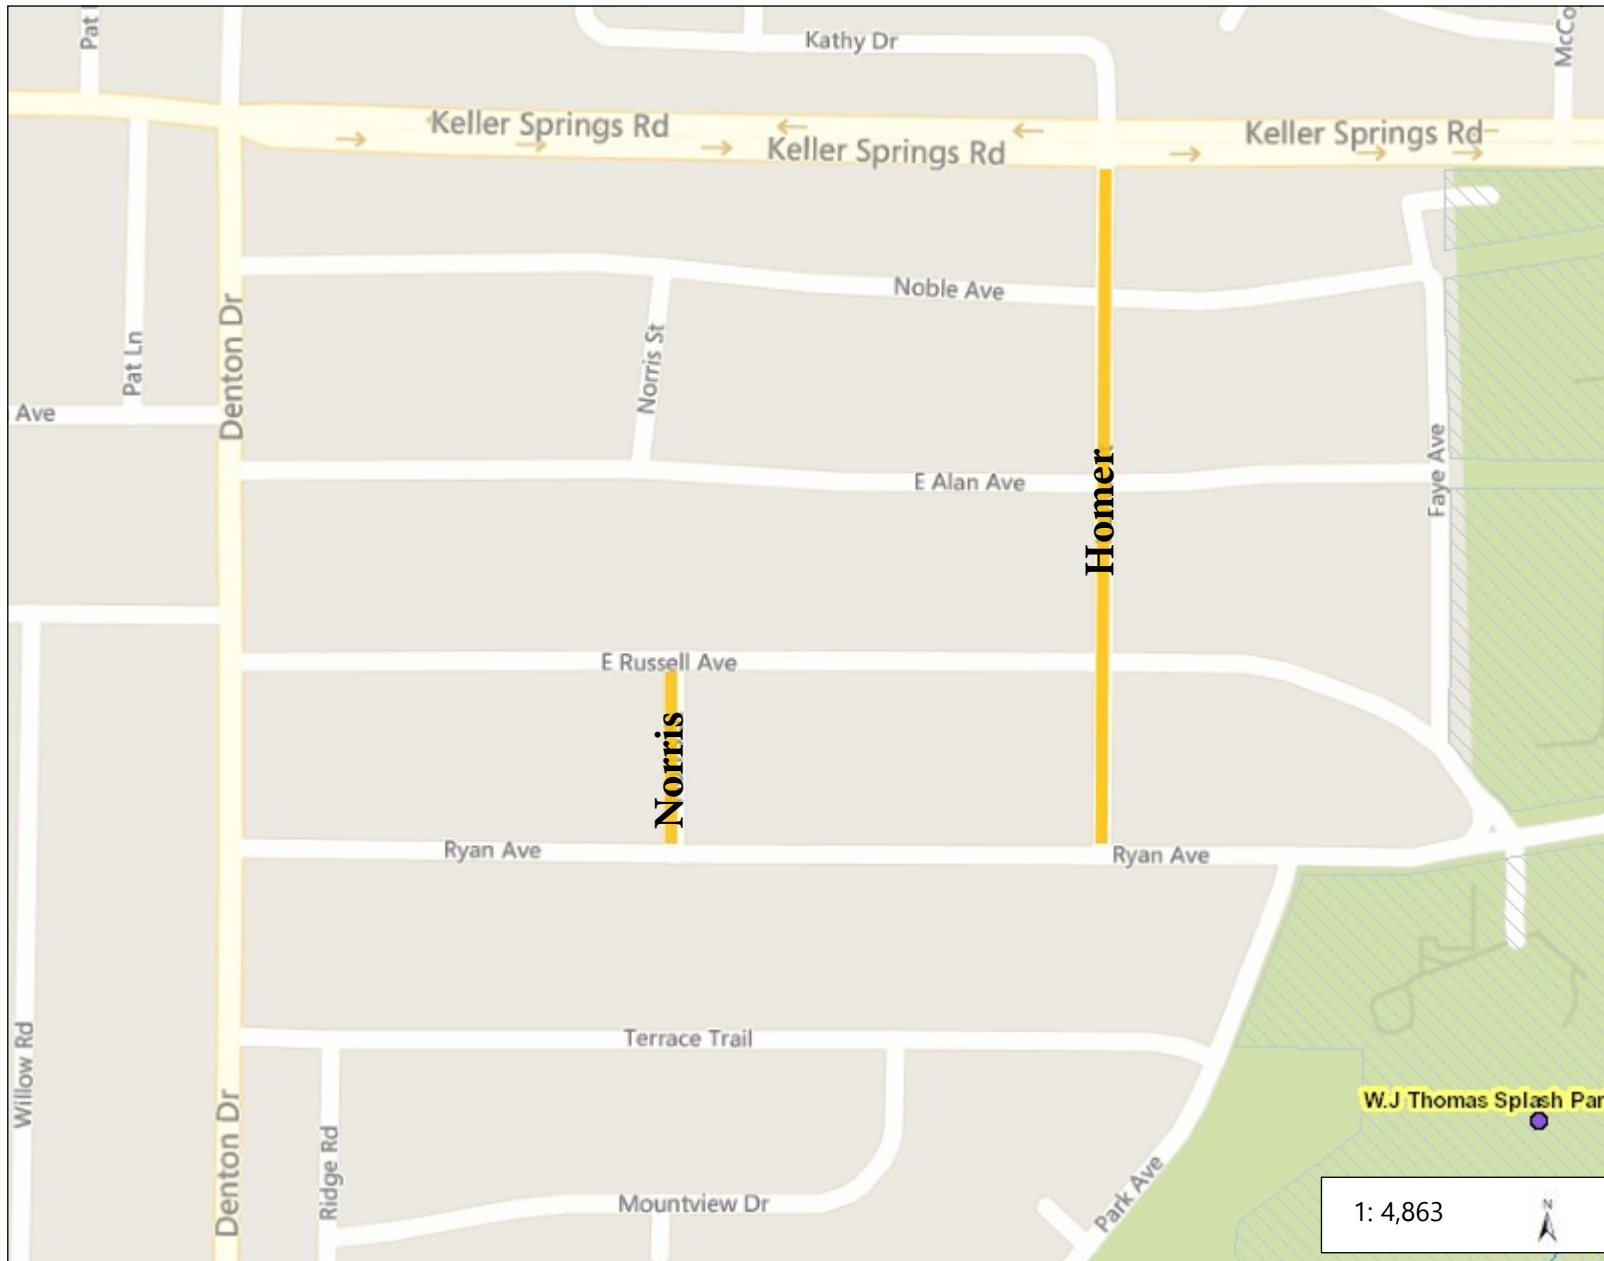 Pat
Kathy Dr
McCo
Keller Springs Rd
Keller Springs Rd
Keller Springs Rd
Noble Ave
Norris St
Pat Ln
Denton Dr
Ave
Faye Ave
E Alan Ave
Homer
E Russell Ave
Norris
Ryan Ave
Ryan Ave
Terrace Trail
Willow Rd
W.J Thomas Splash Par
Denton Dr
Ridge Rd
Mountview Dr
Park Ave
1: 4,863
N